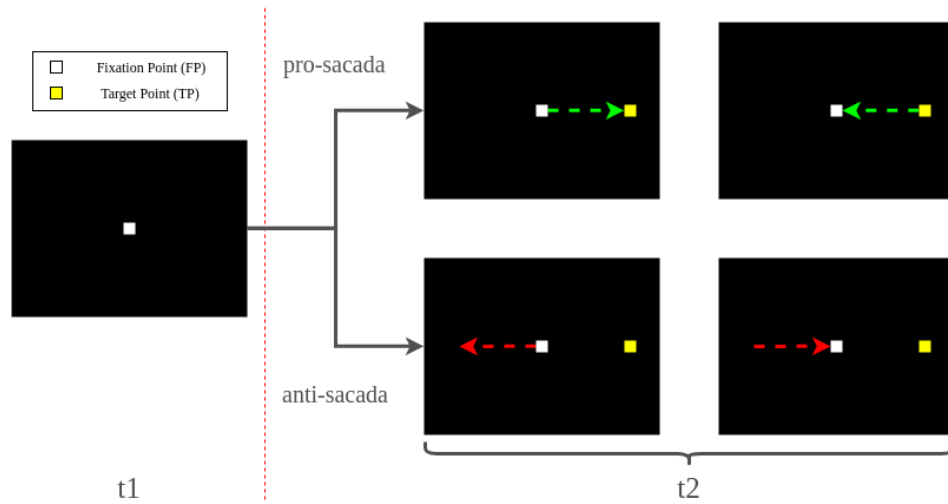 Fixation Point (FP)
Target Point (TP)
pro-sacada
anti-sacada
t1
t2